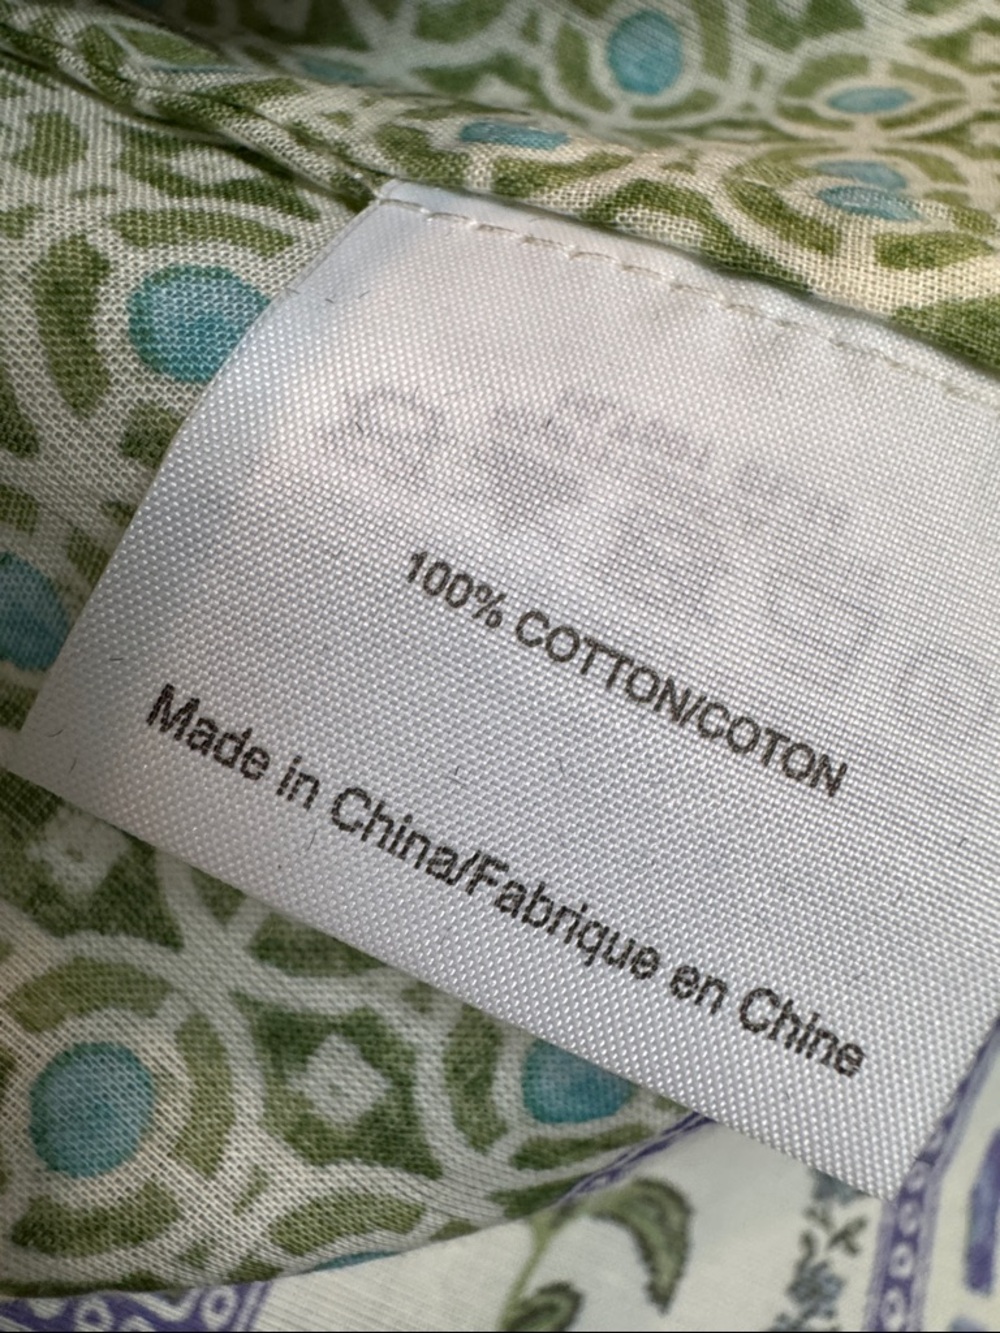 100% COTTON/COTON
Made in China/Fabrique en Chine